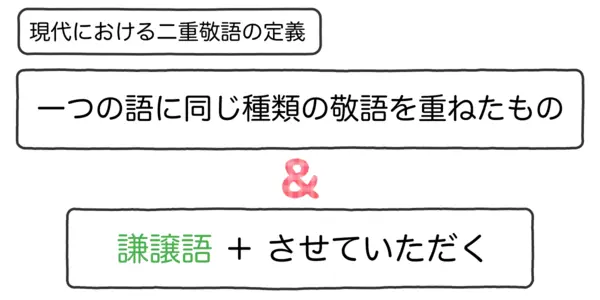 現代における二重敬語の定義
一つの語に同じ種類の敬語を重ねたもの
&
謙譲語 + させていただく